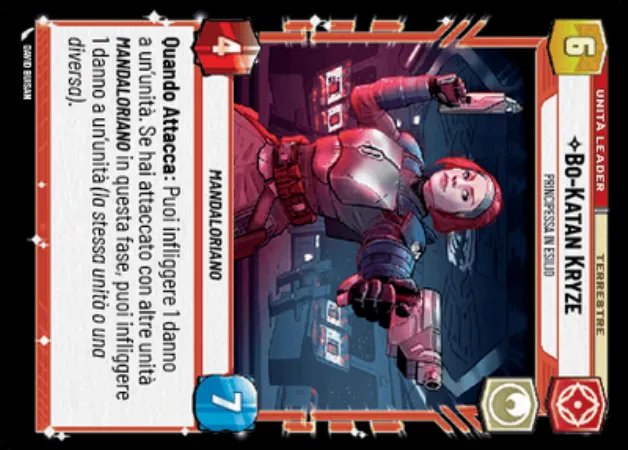 6
UNITÀ LEADER
TERRESTRE
BO-KATAN KRYZE
PRINCIPESSA IN ESILIO
4
MANDALORIANO
7
Quando Attacca: Puoi infliggere 1 danno
a un'unità. Se hai attaccato con altre unità
MANDALORIANO in questa fase, puoi infliggere
1 danno a un'unità (la stessa unità o una
diversa).
DAVID BUISAN